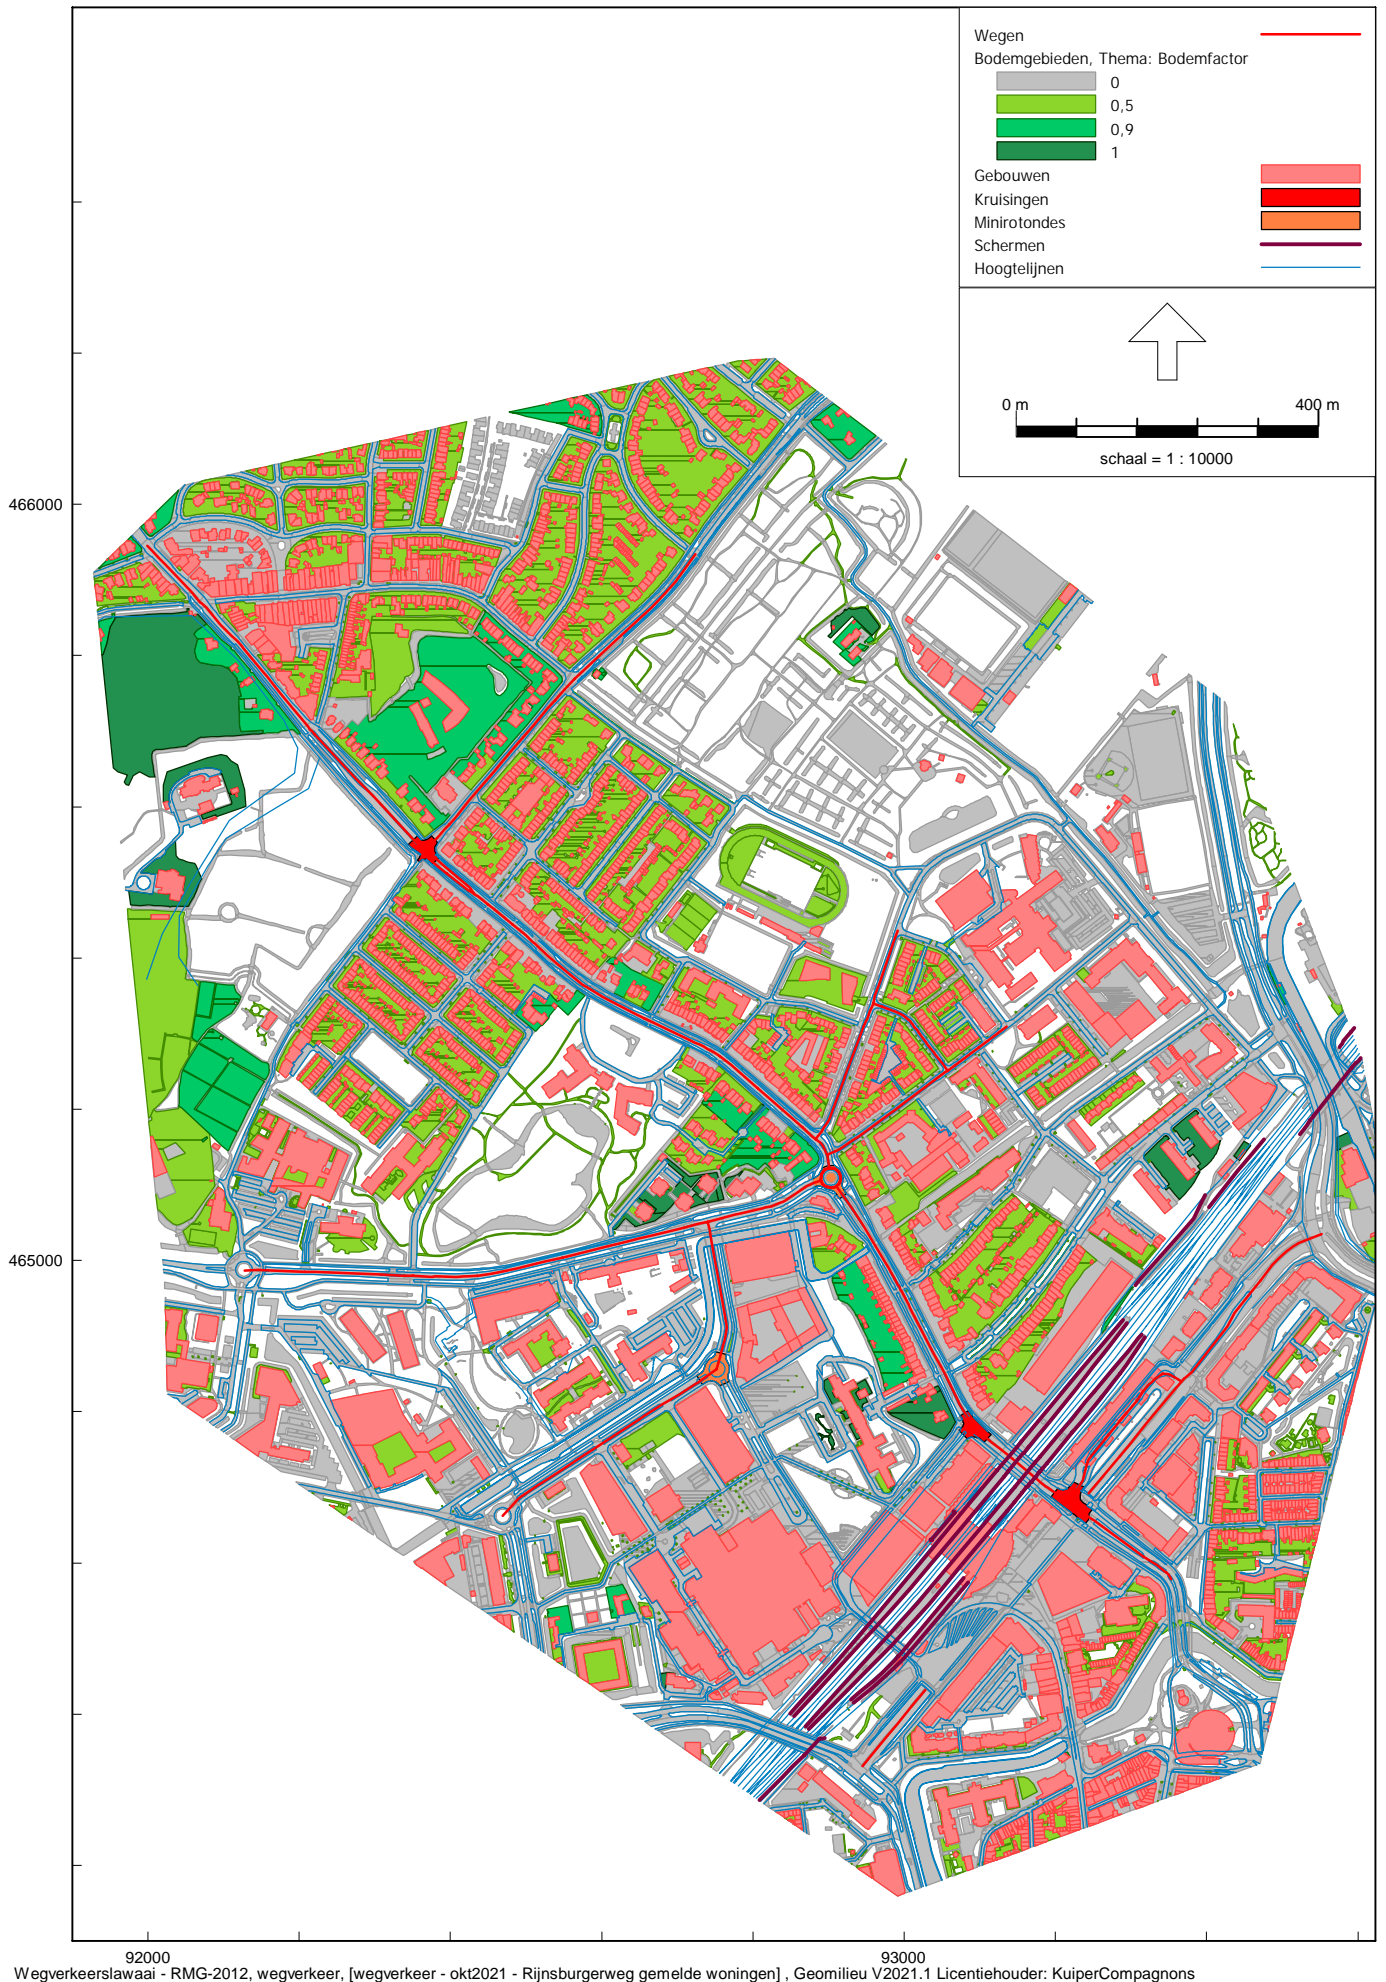 Wegen
Bodemgebieden, Thema: Bodemfactor
0
0,5
0,9
1
Gebouwen
Kruisingen
Minirotondes
Schermen
Hoogtelijnen
0 m 400 m
schaal = 1 : 10000
466000
465000
92000 93000
Wegverkeerslawaai - RMG-2012, wegverkeer, [wegverkeer - okt2021 - Rijnsburgerweg gemelde woningen] , Geomilieu V2021.1 Licentiehouder: KuiperCompagnons